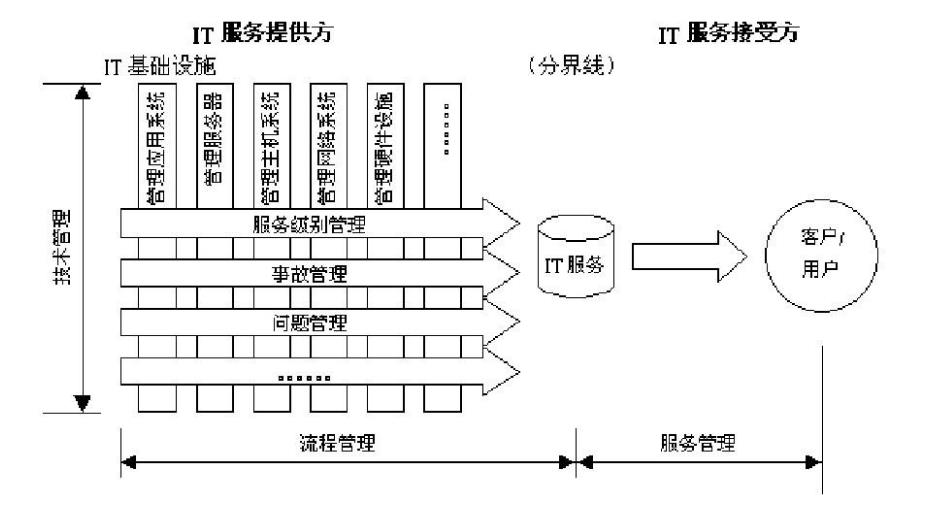 IT 服务提供方
IT 服务接受方
IT 基础设施
（分界线）
管理应用系统
管理服务器
管理主机系统
管理网络系统
管理硬件设施
……
技术管理
服务级别管理
事故管理
问题管理
……
IT 服务
客户/
用户
流程管理
服务管理